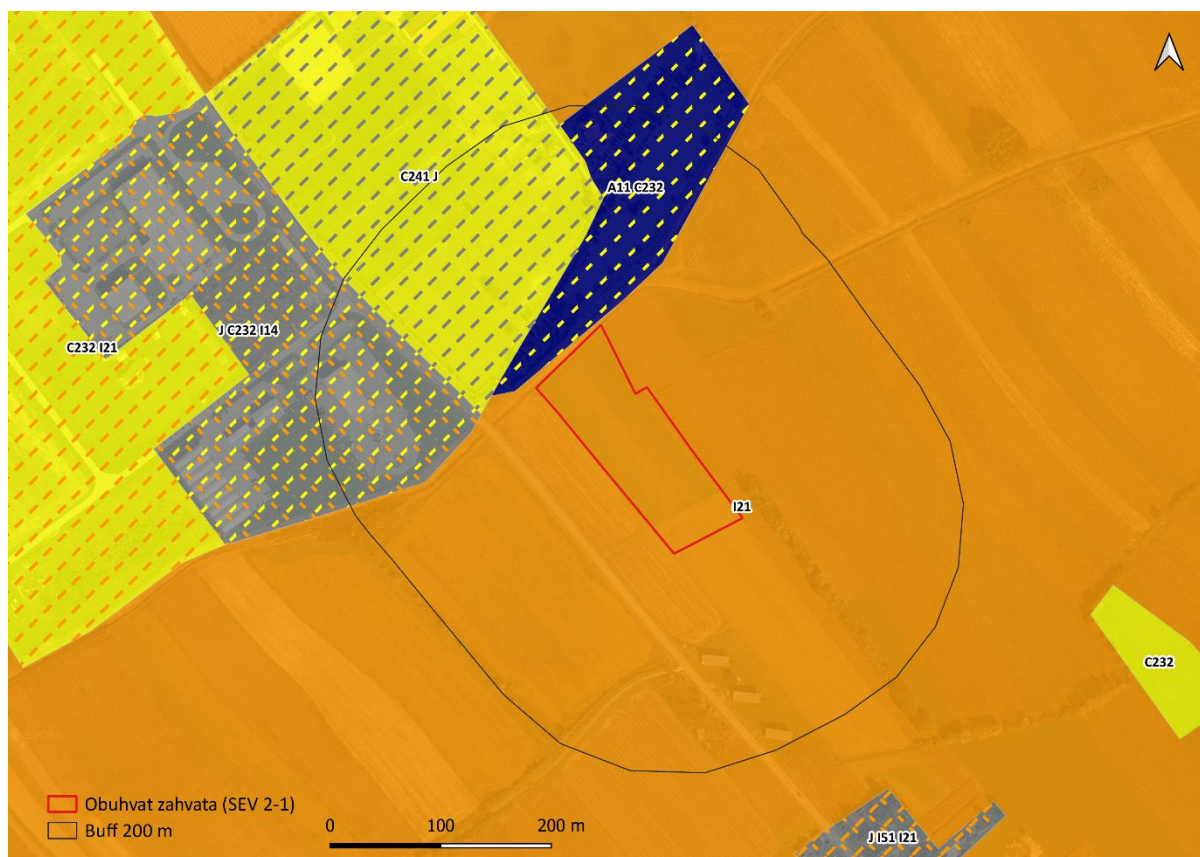 C241 J
A11 C232
J C232 I14
C232 I21
I21
C232
J I51 I21
Obuhvat zahvata (SEV 2-1)
Buff 200 m
0 100 200 m